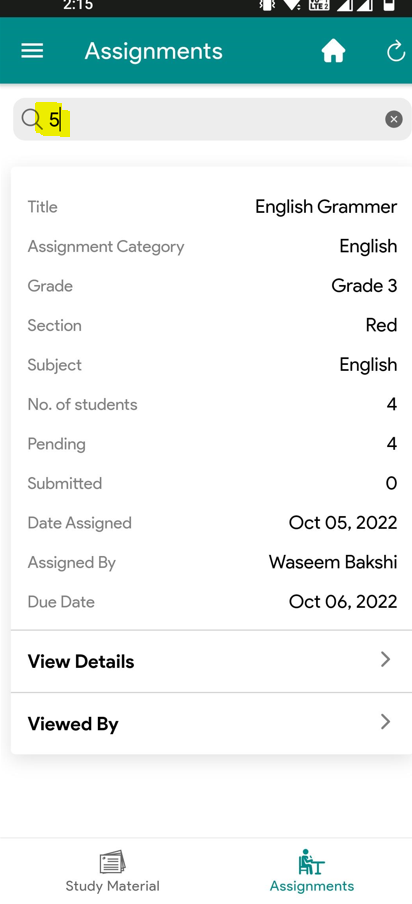 2:15
Assignments
5
Title English Grammer
Assignment Category English
Grade Grade 3
Section Red
Subject English
No. of students 4
Pending 4
Submitted 0
Date Assigned Oct 05, 2022
Assigned By Waseem Bakshi
Due Date Oct 06, 2022
View Details
Viewed By
Study Material Assignments